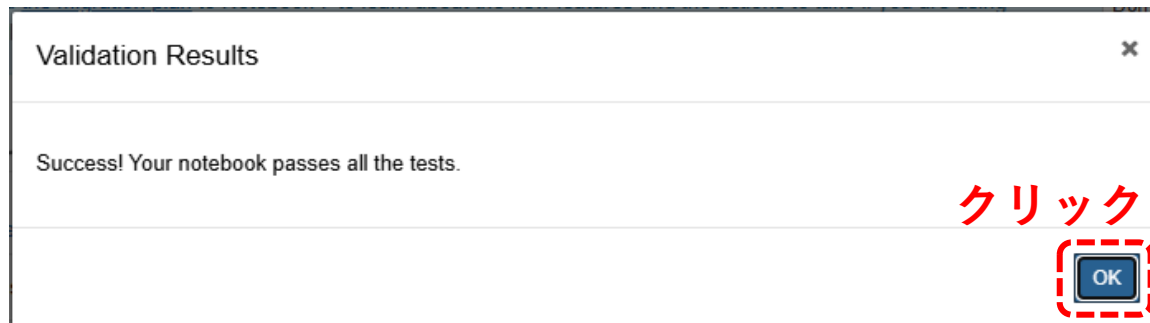 Validation Results
×
Success! Your notebook passes all the tests.
クリック
OK